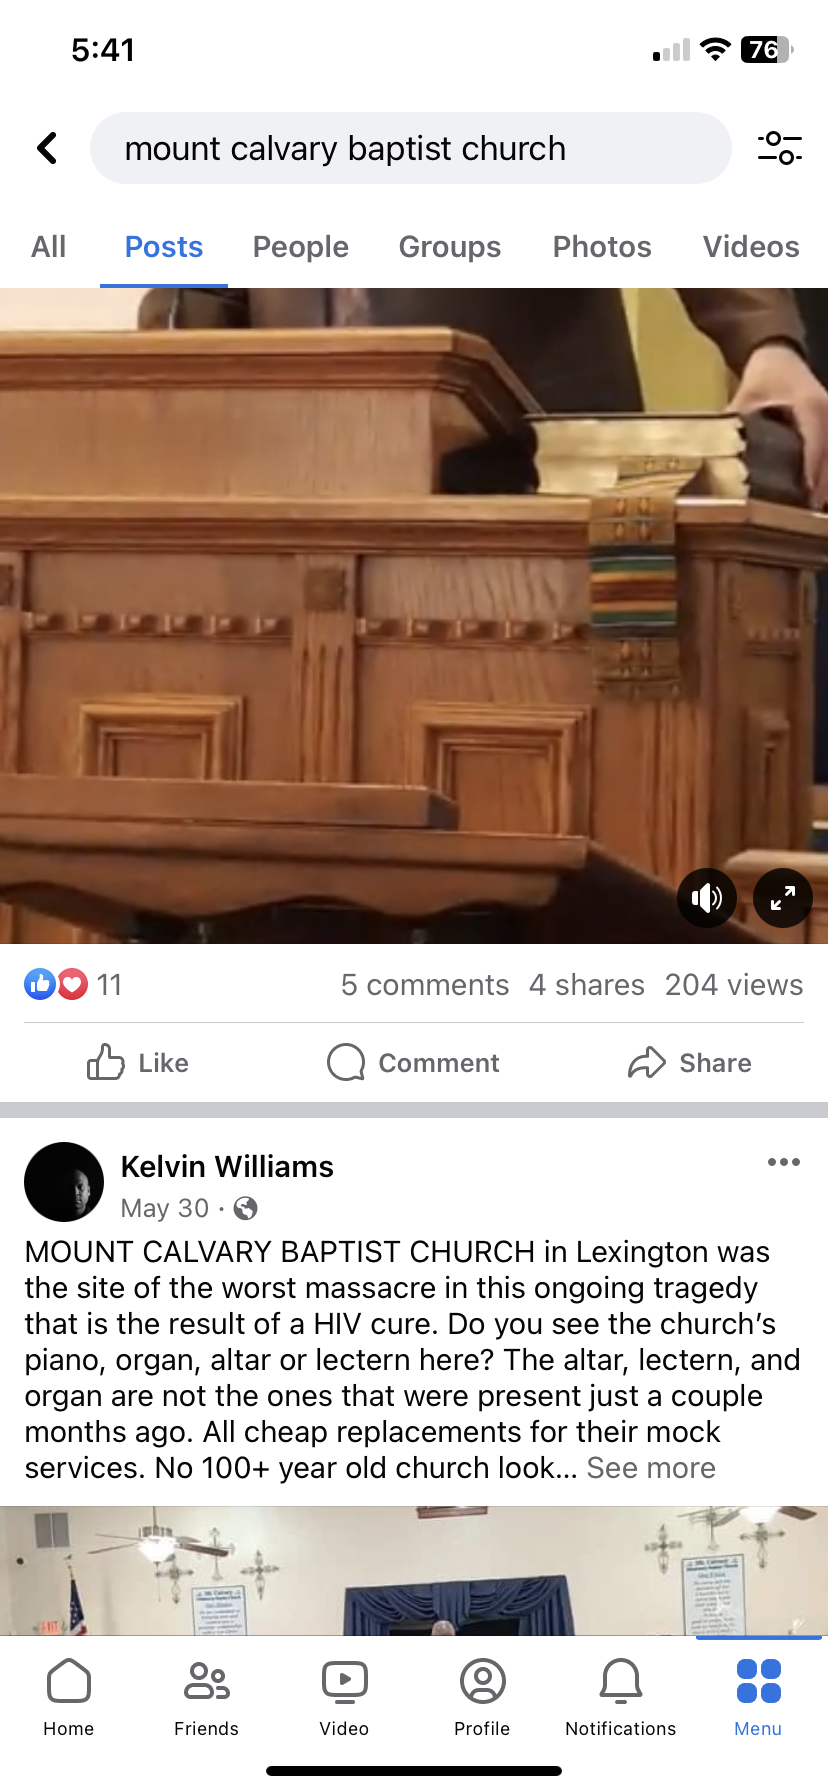 5:41
76
mount calvary baptist church
All Posts People Groups Photos Videos
11 5 comments 4 shares 204 views
Like Comment Share
Kelvin Williams
May 30 ·
MOUNT CALVARY BAPTIST CHURCH in Lexington was
the site of the worst massacre in this ongoing tragedy
that is the result of a HIV cure. Do you see the church's
piano, organ, altar or lectern here? The altar, lectern, and
organ are not the ones that were present just a couple
months ago. All cheap replacements for their mock
services. No 100+ year old church look... See more
Mt. Calvary
Mt. Calvary
Home Friends Video Profile Notifications Menu